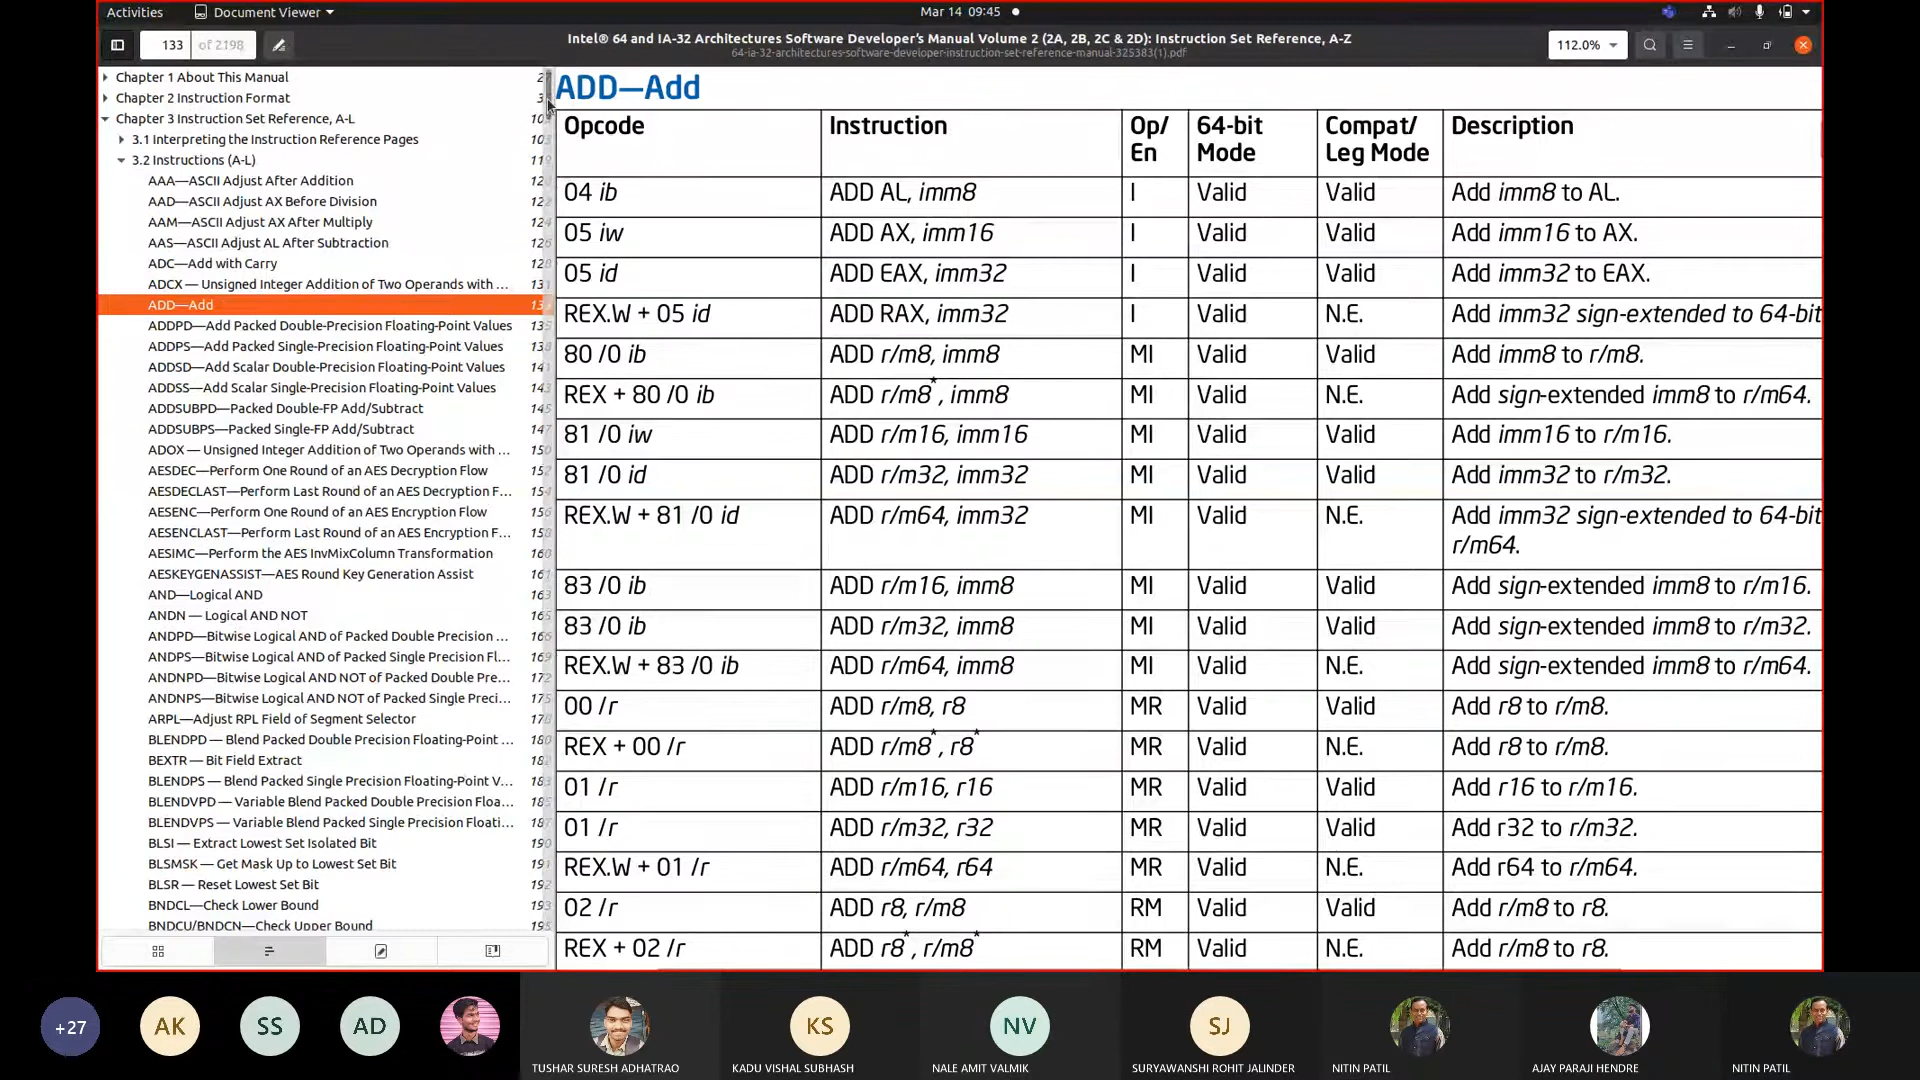 Activities
Document Viewer
Mar 14 09:45
133
of 2198
Intel® 64 and IA-32 Architectures Software Developer's Manual Volume 2 (2A, 2B, 2C & 2D): Instruction Set Reference, A-Z
64-ia-32-architectures-software-developer-instruction-set-reference-manual-325383(1).pdf
112.0%
Chapter 1 About This Manual
Chapter 2 Instruction Format
Chapter 3 Instruction Set Reference, A-L
3.1 Interpreting the Instruction Reference Pages
3.2 Instructions (A-L)
AAA—ASCII Adjust After Addition
AAD—ASCII Adjust AX Before Division
AAM—ASCII Adjust AX After Multiply
AAS—ASCII Adjust AL After Subtraction
ADC—Add with Carry
ADCX — Unsigned Integer Addition of Two Operands with ...
ADD—Add
ADDPD—Add Packed Double-Precision Floating-Point Values
ADDPS—Add Packed Single-Precision Floating-Point Values
ADDSD—Add Scalar Double-Precision Floating-Point Values
ADDSS—Add Scalar Single-Precision Floating-Point Values
ADDSUBPD—Packed Double-FP Add/Subtract
ADDSUBPS—Packed Single-FP Add/Subtract
ADOX — Unsigned Integer Addition of Two Operands with ...
AESDEC—Perform One Round of an AES Decryption Flow
AESDECLAST—Perform Last Round of an AES Decryption F...
AESENC—Perform One Round of an AES Encryption Flow
AESENCLAST—Perform Last Round of an AES Encryption F...
AESIMC—Perform the AES InvMixColumn Transformation
AESKEYGENASSIST—AES Round Key Generation Assist
AND—Logical AND
ANDN — Logical AND NOT
ANDPD—Bitwise Logical AND of Packed Double Precision ...
ANDPS—Bitwise Logical AND of Packed Single Precision Fl...
ANDNPD—Bitwise Logical AND NOT of Packed Double Pre...
ANDNPS—Bitwise Logical AND NOT of Packed Single Preci...
ARPL—Adjust RPL Field of Segment Selector
BLENDPD — Blend Packed Double Precision Floating-Point ...
BEXTR — Bit Field Extract
BLENDPS — Blend Packed Single Precision Floating-Point V...
BLENDVPD — Variable Blend Packed Double Precision Floa...
BLENDVPS — Variable Blend Packed Single Precision Floati...
BLSI — Extract Lowest Set Isolated Bit
BLSMSK — Get Mask Up to Lowest Set Bit
BLSR — Reset Lowest Set Bit
BNDCL—Check Lower Bound
BNDCU/BNDCN—Check Upper Bound
ADD—Add
Opcode Instruction Op/ En 64-bit Mode Compat/ Leg Mode Description
04 ib ADD AL, imm8 I Valid Valid Add imm8 to AL.
05 iw ADD AX, imm16 I Valid Valid Add imm16 to AX.
05 id ADD EAX, imm32 I Valid Valid Add imm32 to EAX.
REX.W + 05 id ADD RAX, imm32 I Valid N.E. Add imm32 sign-extended to 64-bit
80 /0 ib ADD r/m8, imm8 MI Valid Valid Add imm8 to r/m8.
REX + 80 /0 ib ADD r/m8*, imm8 MI Valid N.E. Add sign-extended imm8 to r/m64.
81 /0 iw ADD r/m16, imm16 MI Valid Valid Add imm16 to r/m16.
81 /0 id ADD r/m32, imm32 MI Valid Valid Add imm32 to r/m32.
REX.W + 81 /0 id ADD r/m64, imm32 MI Valid N.E. Add imm32 sign-extended to 64-bit
r/m64.
83 /0 ib ADD r/m16, imm8 MI Valid Valid Add sign-extended imm8 to r/m16.
83 /0 ib ADD r/m32, imm8 MI Valid Valid Add sign-extended imm8 to r/m32.
REX.W + 83 /0 ib ADD r/m64, imm8 MI Valid N.E. Add sign-extended imm8 to r/m64.
00 /r ADD r/m8, r8 MR Valid Valid Add r8 to r/m8.
REX + 00 /r ADD r/m8*, r8* MR Valid N.E. Add r8 to r/m8.
01 /r ADD r/m16, r16 MR Valid Valid Add r16 to r/m16.
01 /r ADD r/m32, r32 MR Valid Valid Add r32 to r/m32.
REX.W + 01 /r ADD r/m64, r64 MR Valid N.E. Add r64 to r/m64.
02 /r ADD r8, r/m8 RM Valid Valid Add r/m8 to r8.
REX + 02 /r ADD r8*, r/m8* RM Valid N.E. Add r/m8 to r8.
+27
AK
SS
AD
KS
NV
SJ
TUSHAR SURESH ADHATRAO
KADU VISHAL SUBHASH
NALE AMIT VALMIK
SURYAWANSHI ROHIT JALINDER
NITIN PATIL
AJAY PARAJI HENDRE
NITIN PATIL